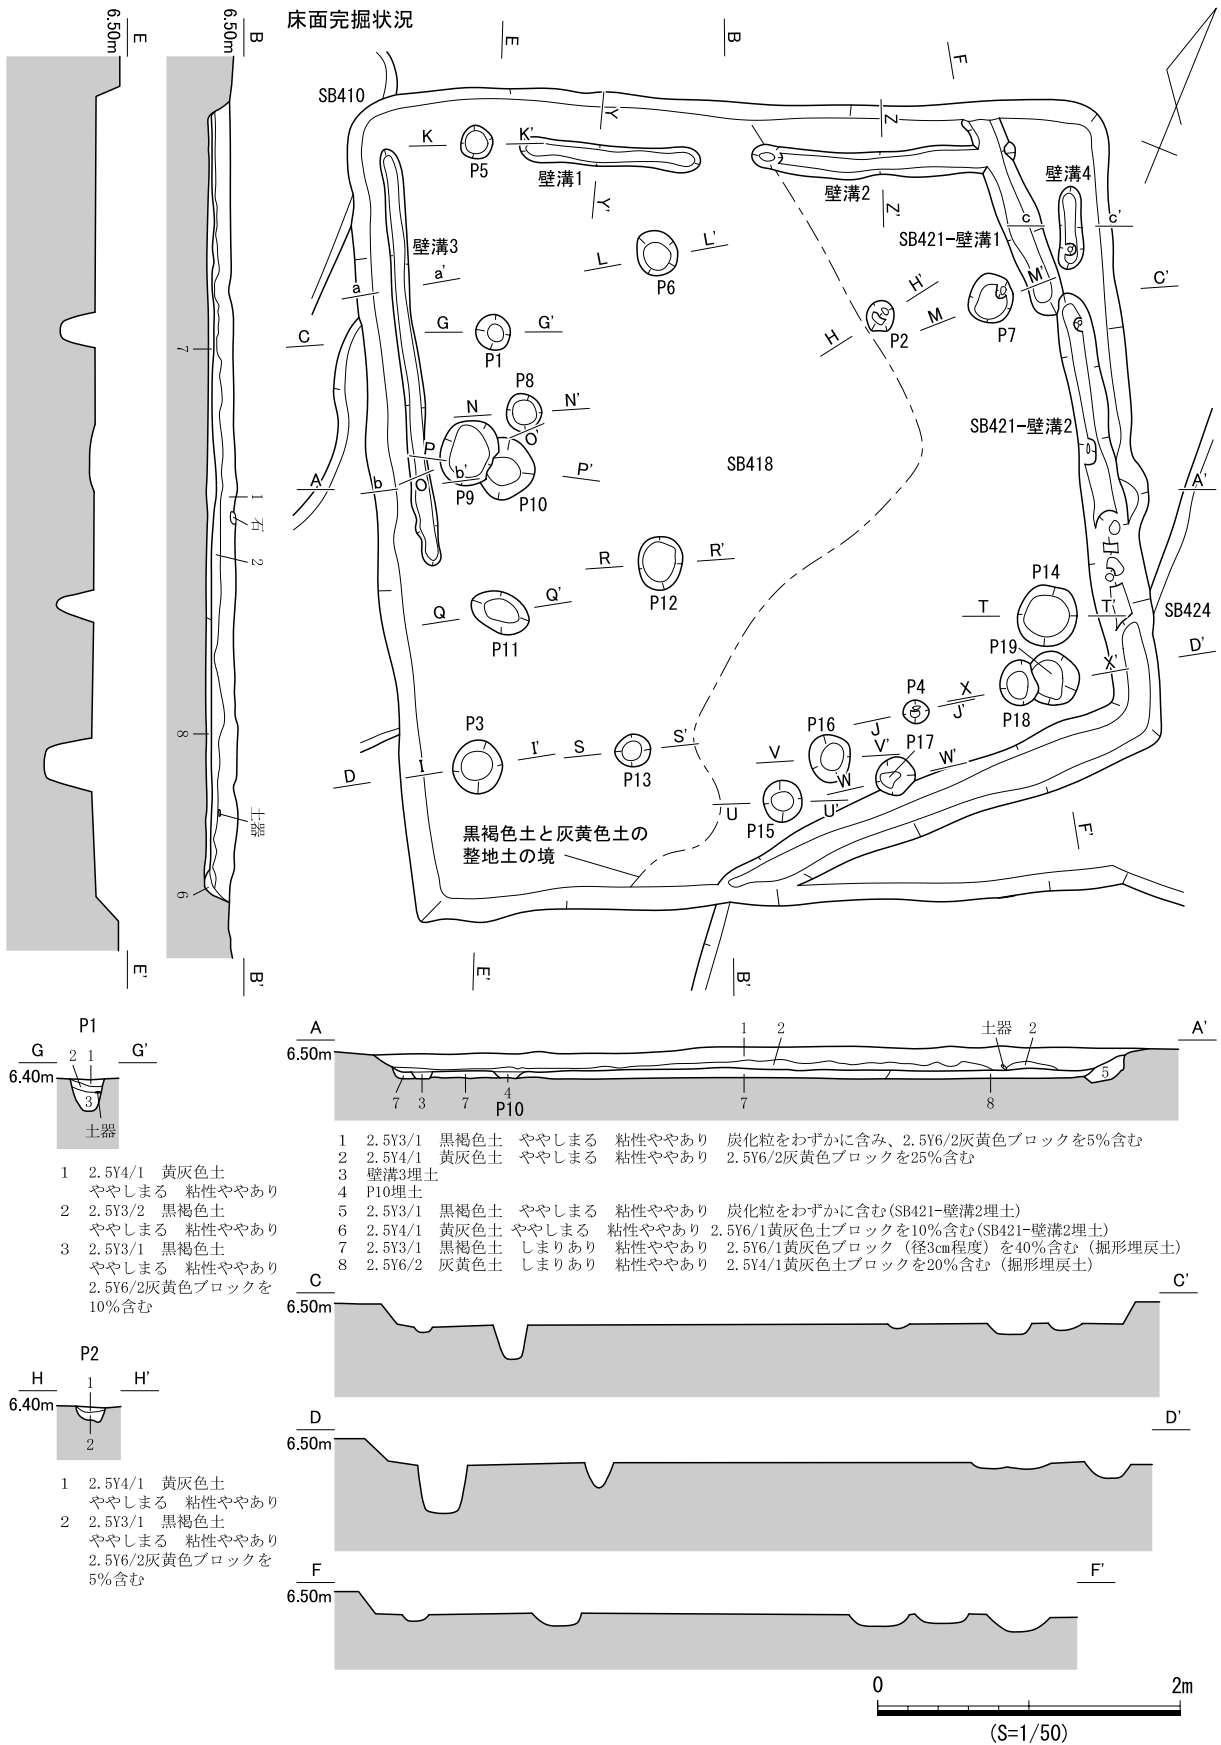 床面完掘状況
6.50m
E
6.50m
B
E
B
F
SB410
K
K'
P5
壁溝1
Y
Y'
Z
Z'
壁溝2
壁溝4
壁溝3
SB421-壁溝1
c
c'
a
a'
L
L'
P6
H
H'
M
M'
C
C'
G
G'
P1
P2
P7
7
P8
N
N'
O
O'
SB421-壁溝2
P
P'
SB418
A
A'
b
b'
P9
P10
1
石
2
R
R'
P12
P14
Q
Q'
P11
T
T'
SB424
P19
D'
X
X'
P4
P18
8
P3
J
J'
P16
I
I'
S
S'
P13
V
V'
P17
D
W
W'
U
U'
P15
土器
黒褐色土と灰黄色土の
整地土の境
F'
6
E'
B'
E'
B'
P1
G
G'
6.40m
2
1
3
土器
1 2.5Y4/1 黄灰色土
ややしまる 粘性ややあり
2 2.5Y3/2 黒褐色土
ややしまる 粘性ややあり
3 2.5Y3/1 黒褐色土
ややしまる 粘性ややあり
2.5Y6/2灰黄色ブロックを
10%含む
P2
H
H'
6.40m
1
2
1 2.5Y4/1 黄灰色土
ややしまる 粘性ややあり
2 2.5Y3/1 黒褐色土
ややしまる 粘性ややあり
2.5Y6/2灰黄色ブロックを
5%含む
A
A'
6.50m
1
2
土器
2
5
7
3
7
4
P10
7
8
1 2.5Y3/1 黒褐色土 ややしまる 粘性ややあり 炭化粒をわずかに含み、2.5Y6/2灰黄色ブロックを5%含む
2 2.5Y4/1 黄灰色土 ややしまる 粘性ややあり 2.5Y6/2灰黄色ブロックを25%含む
3 壁溝3埋土
4 P10埋土
5 2.5Y3/1 黒褐色土 ややしまる 粘性ややあり 炭化粒をわずかに含む(SB421-壁溝2埋土)
6 2.5Y4/1 黄灰色土 ややしまる 粘性ややあり 2.5Y6/1黄灰色土ブロックを10%含む(SB421-壁溝2埋土)
7 2.5Y3/1 黒褐色土 しまりあり 粘性ややあり 2.5Y6/1黄灰色ブロック（径3cm程度）を40%含む（掘形埋戻土）
8 2.5Y6/2 灰黄色土 しまりあり 粘性ややあり 2.5Y4/1黄灰色土ブロックを20%含む（掘形埋戻土）
C
C'
6.50m
D
D'
6.50m
F
F'
6.50m
0
2m
(S=1/50)